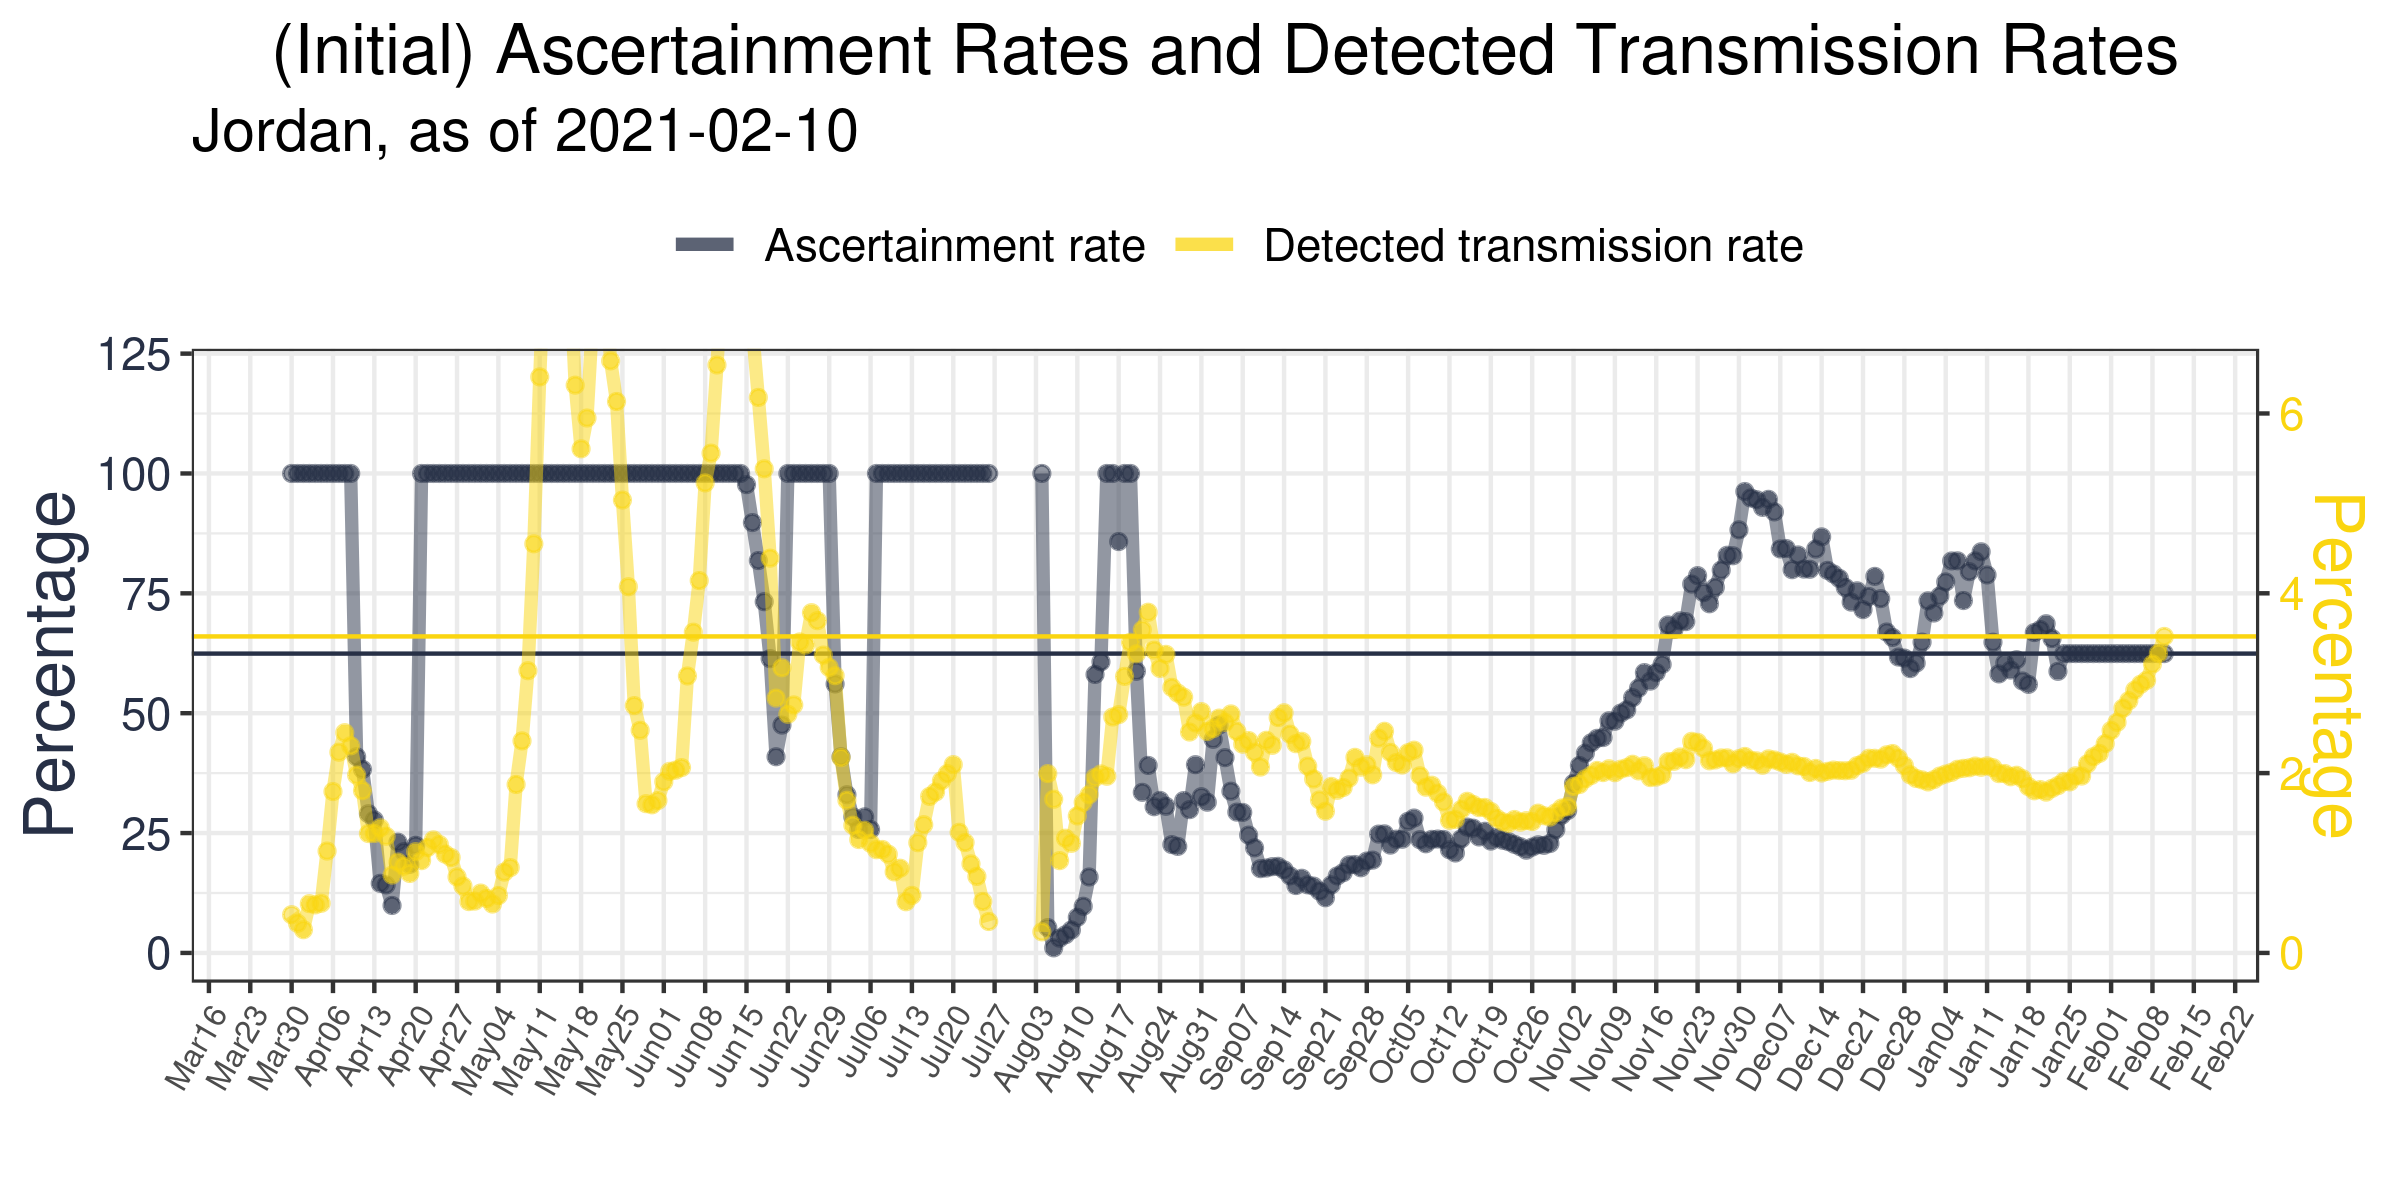 (Initial) Ascertainment Rates and Detected Transmission Rates
Jordan, as of 2021-02-10
Ascertainment rate
Detected transmission rate
Percentage
125
100
75
50
25
0
6
4
2
0
Percentage
Mar16
Mar23
Mar30
Apr06
Apr13
Apr20
Apr27
May04
May11
May18
May25
Jun01
Jun08
Jun15
Jun22
Jun29
Jul06
Jul13
Jul20
Jul27
Aug03
Aug10
Aug17
Aug24
Aug31
Sep07
Sep14
Sep21
Sep28
Oct05
Oct12
Oct19
Oct26
Nov02
Nov09
Nov16
Nov23
Nov30
Dec07
Dec14
Dec21
Dec28
Jan04
Jan11
Jan18
Jan25
Feb01
Feb08
Feb15
Feb22